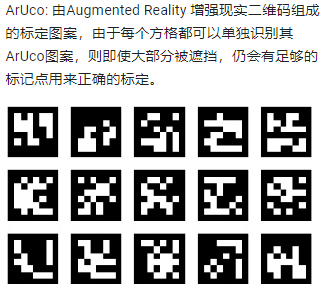 ArUco: 由Augmented Reality 增强现实二维码组成
的标定图案，由于每个方格都可以单独识别其
ArUco图案，则即使大部分被遮挡，仍会有足够的
标记点用来正确的标定。